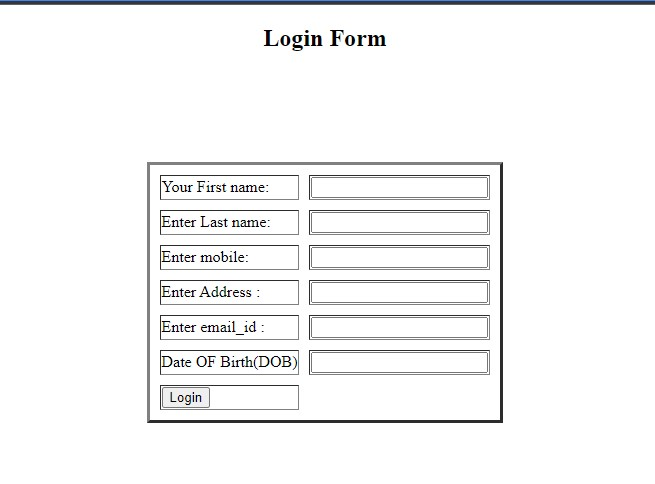 Login Form
Your First name:
Enter Last name:
Enter mobile:
Enter Address :
Enter email_id :
Date OF Birth(DOB)
Login